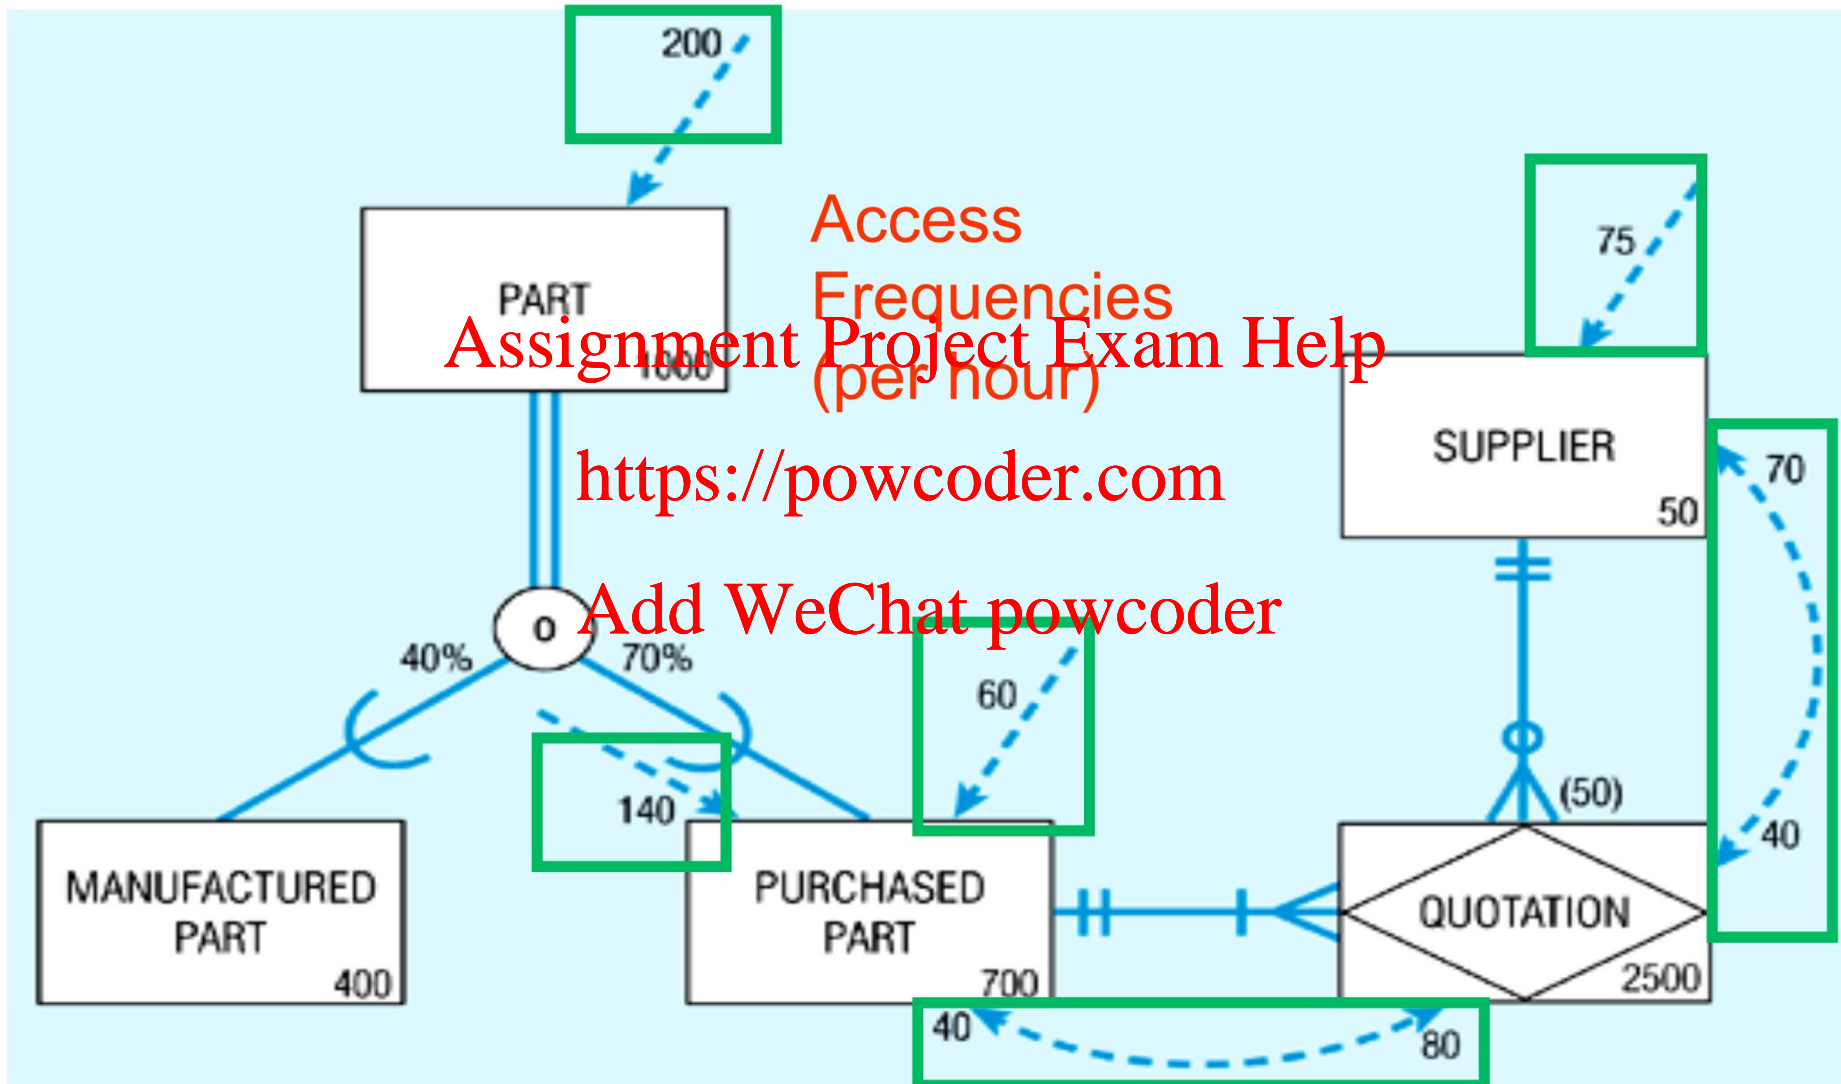 200
75
Access
Frequencies
(per hour)
PART
1000
Assignment Project Exam Help
SUPPLIER
50
70
https://powcoder.com
Add WeChat powcoder
O
40%
70%
60
140
(50)
40
MANUFACTURED
PART
400
PURCHASED
PART
700
QUOTATION
2500
40
80